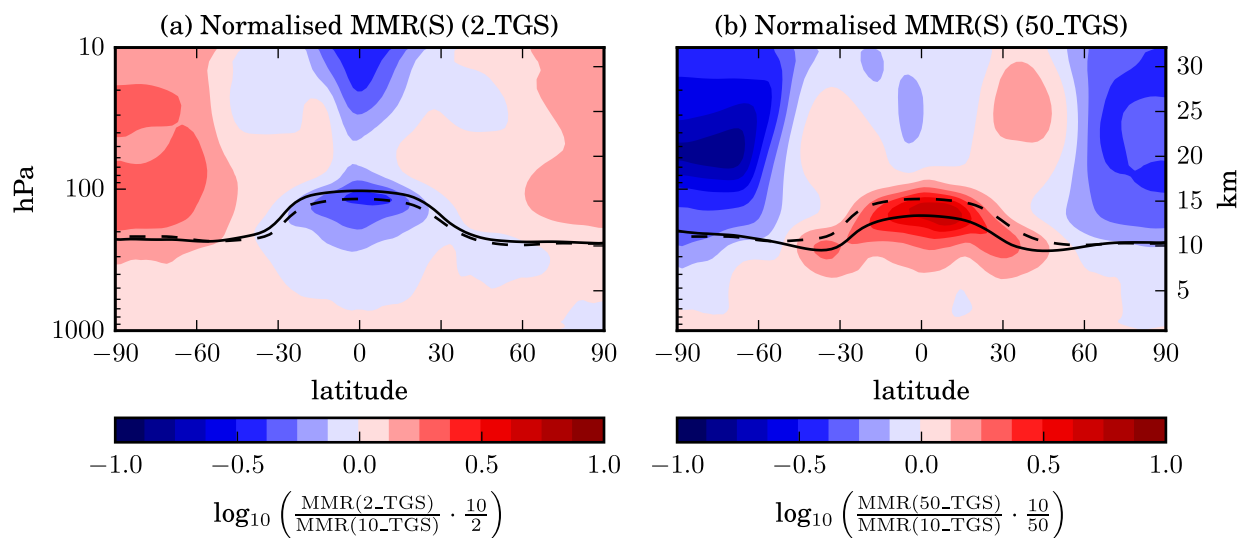 (a) Normalised MMR(S) (2_TGS)
(b) Normalised MMR(S) (50_TGS)
hPa
10
100
1000
−90 −60 −30 0 30 60 90
latitude
−90 −60 −30 0 30 60 90
latitude
30
25
20
15
10
5
km
−1.0 −0.5 0.0 0.5 1.0
log10 ( MMR(2_TGS) / MMR(10_TGS) · 10 / 2 )
−1.0 −0.5 0.0 0.5 1.0
log10 ( MMR(50_TGS) / MMR(10_TGS) · 10 / 50 )